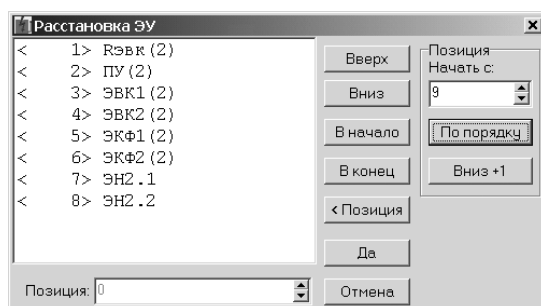 Расстановка ЭУ
< 1> Rэвк(2)
< 2> ПУ(2)
< 3> ЭВК1(2)
< 4> ЭВК2(2)
< 5> ЭКФ1(2)
< 6> ЭКФ2(2)
< 7> ЭН2.1
< 8> ЭН2.2
Позиция: 0
Вверх
Вниз
В начало
В конец
< Позиция
Да
Отмена
Позиция
Начать с:
9
По порядку
Вниз +1